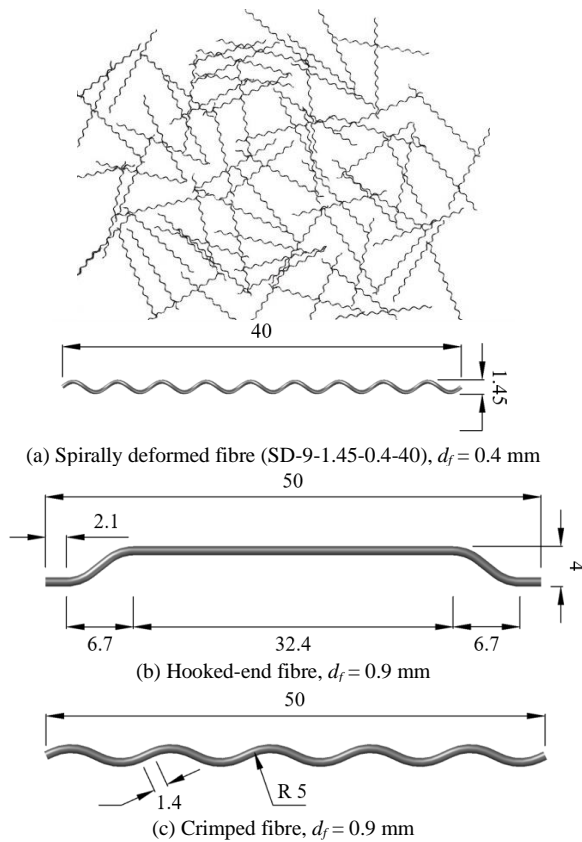 40
1.45
(a) Spirally deformed fibre (SD-9-1.45-0.4-40), d_f = 0.4 mm
50
2.1
4
6.7
32.4
6.7
(b) Hooked-end fibre, d_f = 0.9 mm
50
R 5
1.4
(c) Crimped fibre, d_f = 0.9 mm